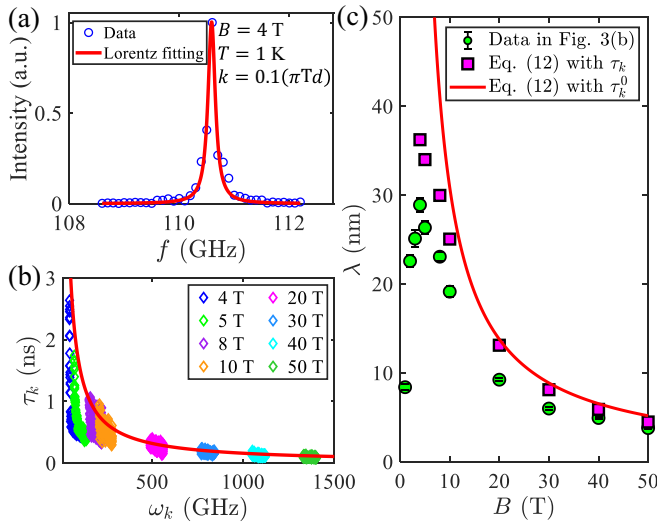 (a)
Data
Lorentz fitting
B = 4 T
T = 1 K
k = 0.1(πTd)
1
0.5
0
Intensity (a.u.)
108
110
112
f (GHz)
(b)
4 T
20 T
5 T
30 T
8 T
40 T
10 T
50 T
3
2
1
0
τk (ns)
500
1000
1500
ωk (GHz)
(c)
Data in Fig. 3(b)
Eq. (12) with τk
Eq. (12) with τk0
50
40
30
20
10
0
λ (nm)
0
10
20
30
40
50
B (T)